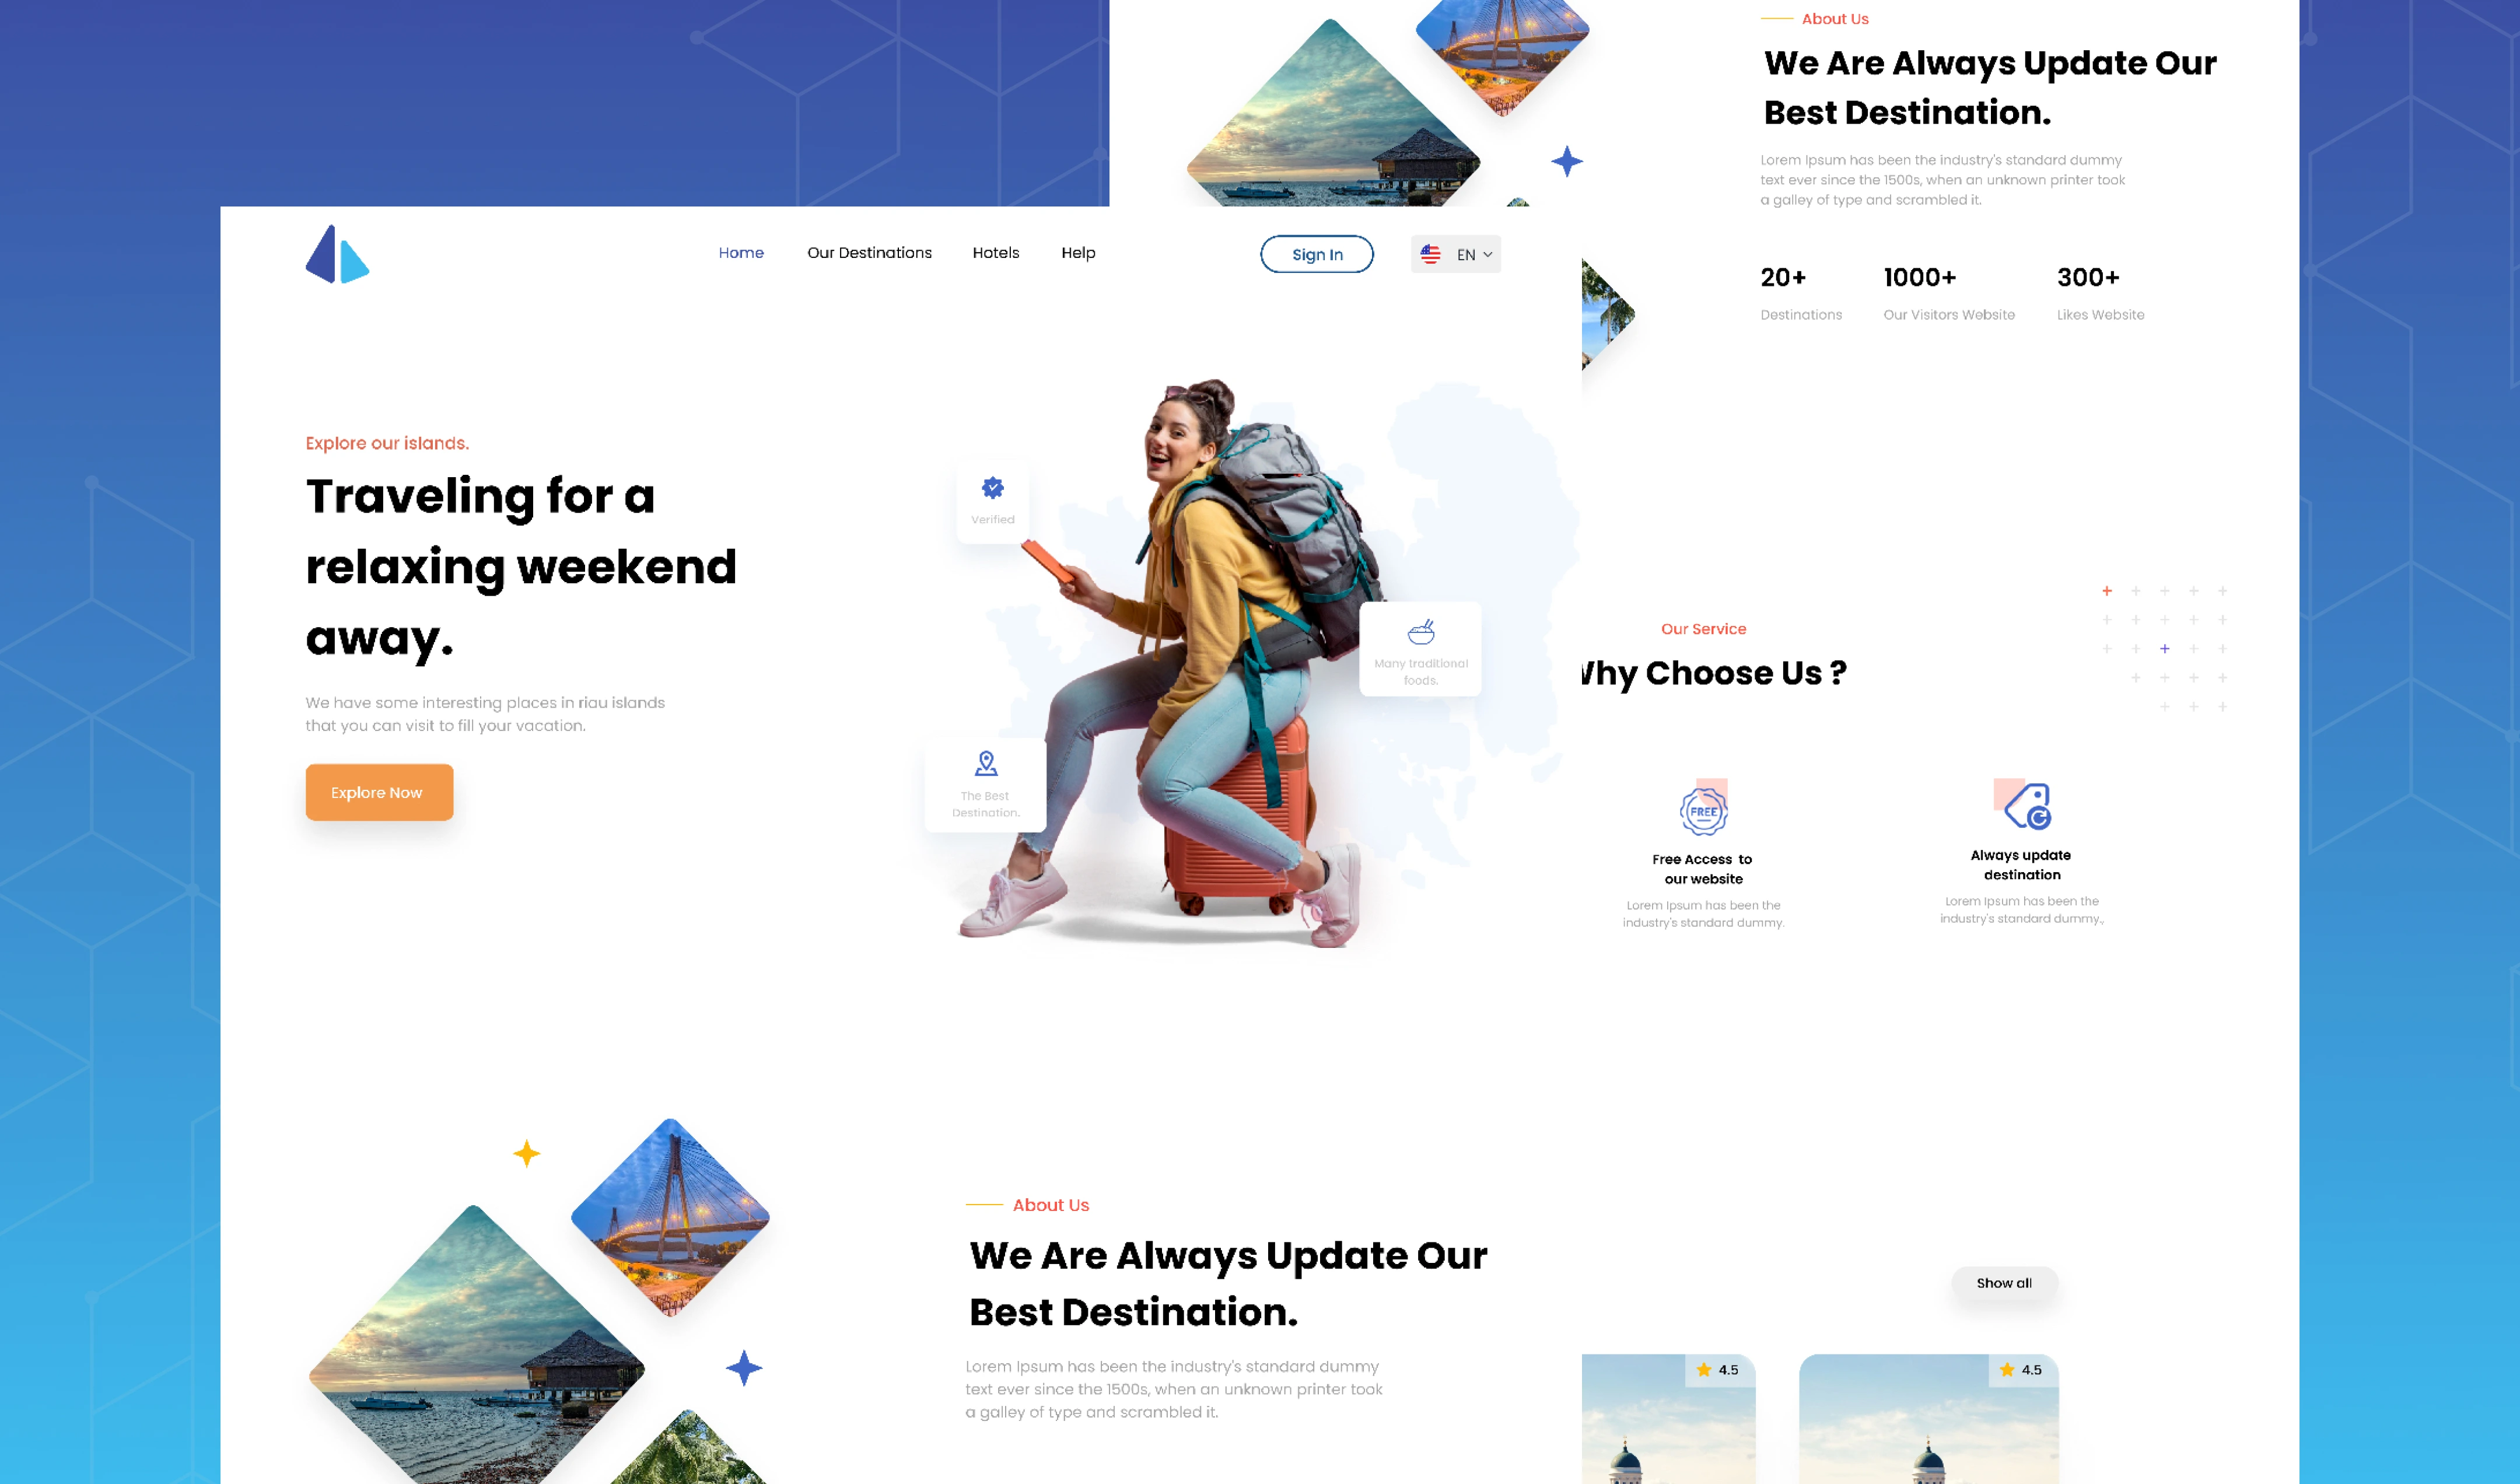 Home
Our Destinations
Hotels
Help
Sign In
EN
Explore our islands.
Traveling for a
relaxing weekend
away.
We have some interesting places in riau islands
that you can visit to fill your vacation.
Explore Now
Verified
Many traditional
foods.
The Best
Destination.
About Us
We Are Always Update Our
Best Destination.
Lorem Ipsum has been the industry's standard dummy
text ever since the 1500s, when an unknown printer took
a galley of type and scrambled it.
About Us
We Are Always Update Our
Best Destination.
Lorem Ipsum has been the industry's standard dummy
text ever since the 1500s, when an unknown printer took
a galley of type and scrambled it.
20+
Destinations
1000+
Our Visitors Website
300+
Likes Website
Our Service
hy Choose Us ?
FREE
Free Access to
our website
Lorem Ipsum has been the
industry's standard dummy.
Always update
destination
Lorem Ipsum has been the
industry's standard dummy.,
Show all
4.5
4.5